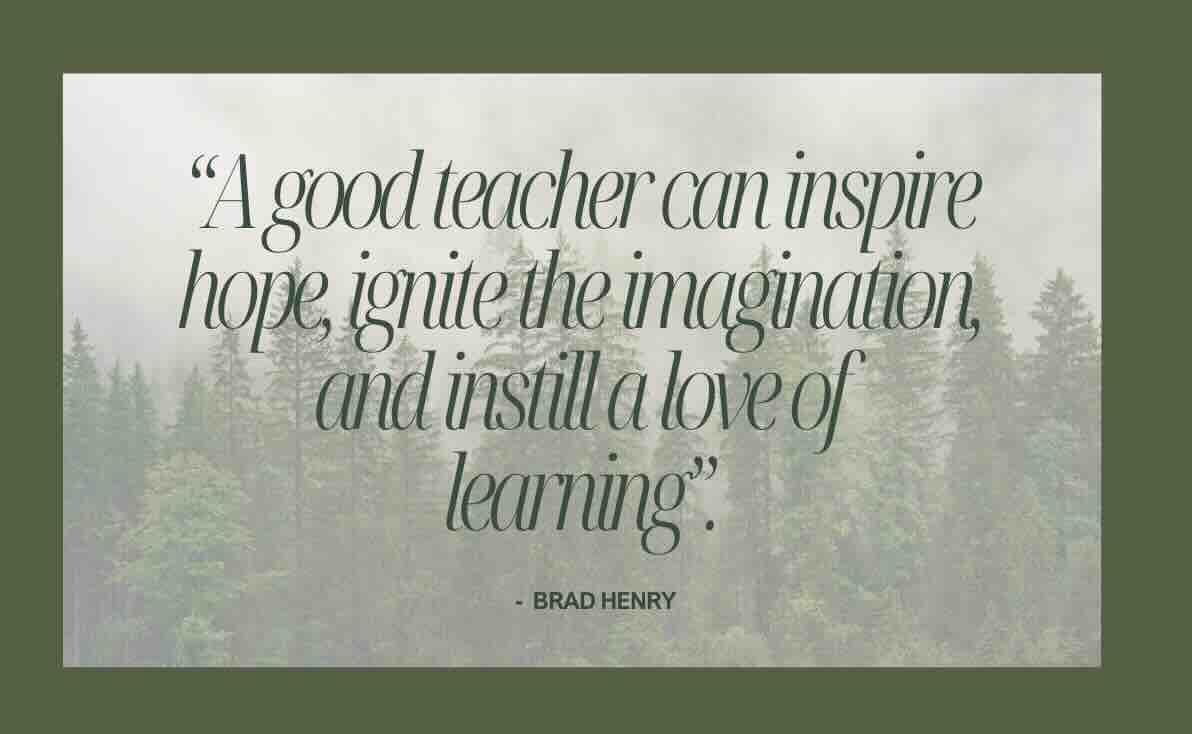 “A good teacher can inspire
hope, ignite the imagination,
and instill a love of
learning”.
- BRAD HENRY